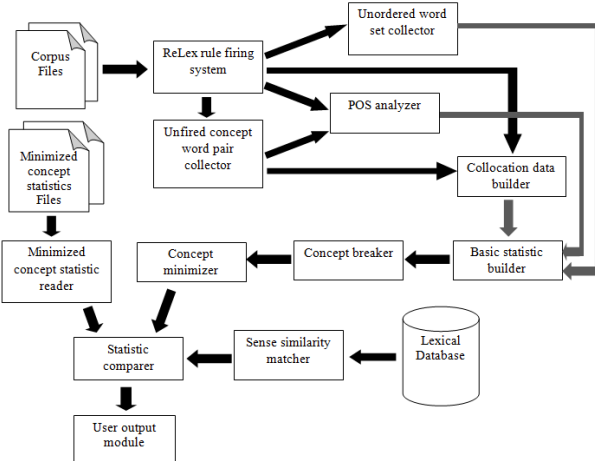 Unordered word
set collector
Corpus
Files
ReLex rule firing
system
POS analyzer
Unfired concept
word pair
collector
Minimized
concept
statistics
Files
Collocation data
builder
Minimized
concept statistic
reader
Concept
minimizer
Concept breaker
Basic statistic
builder
Statistic
comparer
Sense similarity
matcher
Lexical
Database
User output
module